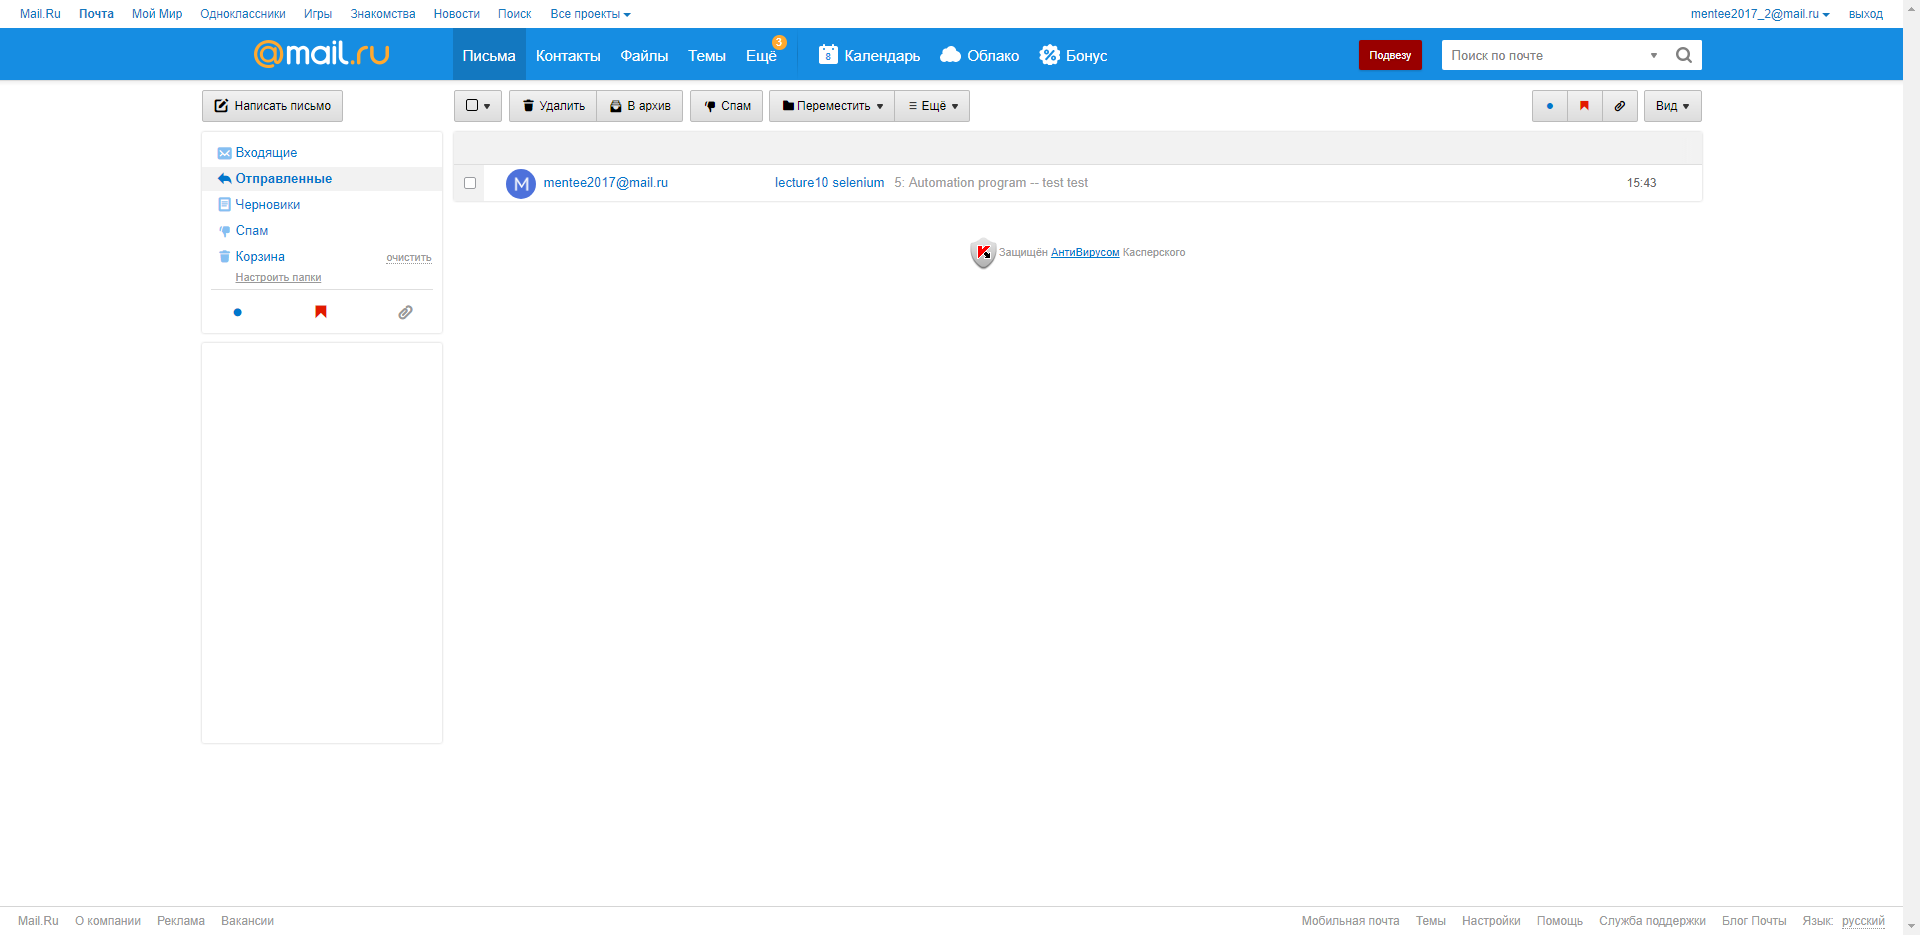 Mail.Ru Почта Мой Мир Одноклассники Игры Знакомства Новости Поиск Все проекты mentee2017_2@mail.ru выход
@mail.ru Письма Контакты Файлы Темы Ещё 3 8 Календарь Облако Бонус Подвезу Поиск по почте
Написать письмо Удалить В архив Спам Переместить Ещё Вид
Входящие
Отправленные
Черновики
Спам
Корзина очистить
Настроить папки
M mentee2017@mail.ru lecture10 selenium 5: Automation program -- test test 15:43
Защищён АнтиВирусом Касперского
Mail.Ru О компании Реклама Вакансии Мобильная почта Темы Настройки Помощь Служба поддержки Блог Почты Язык: русский